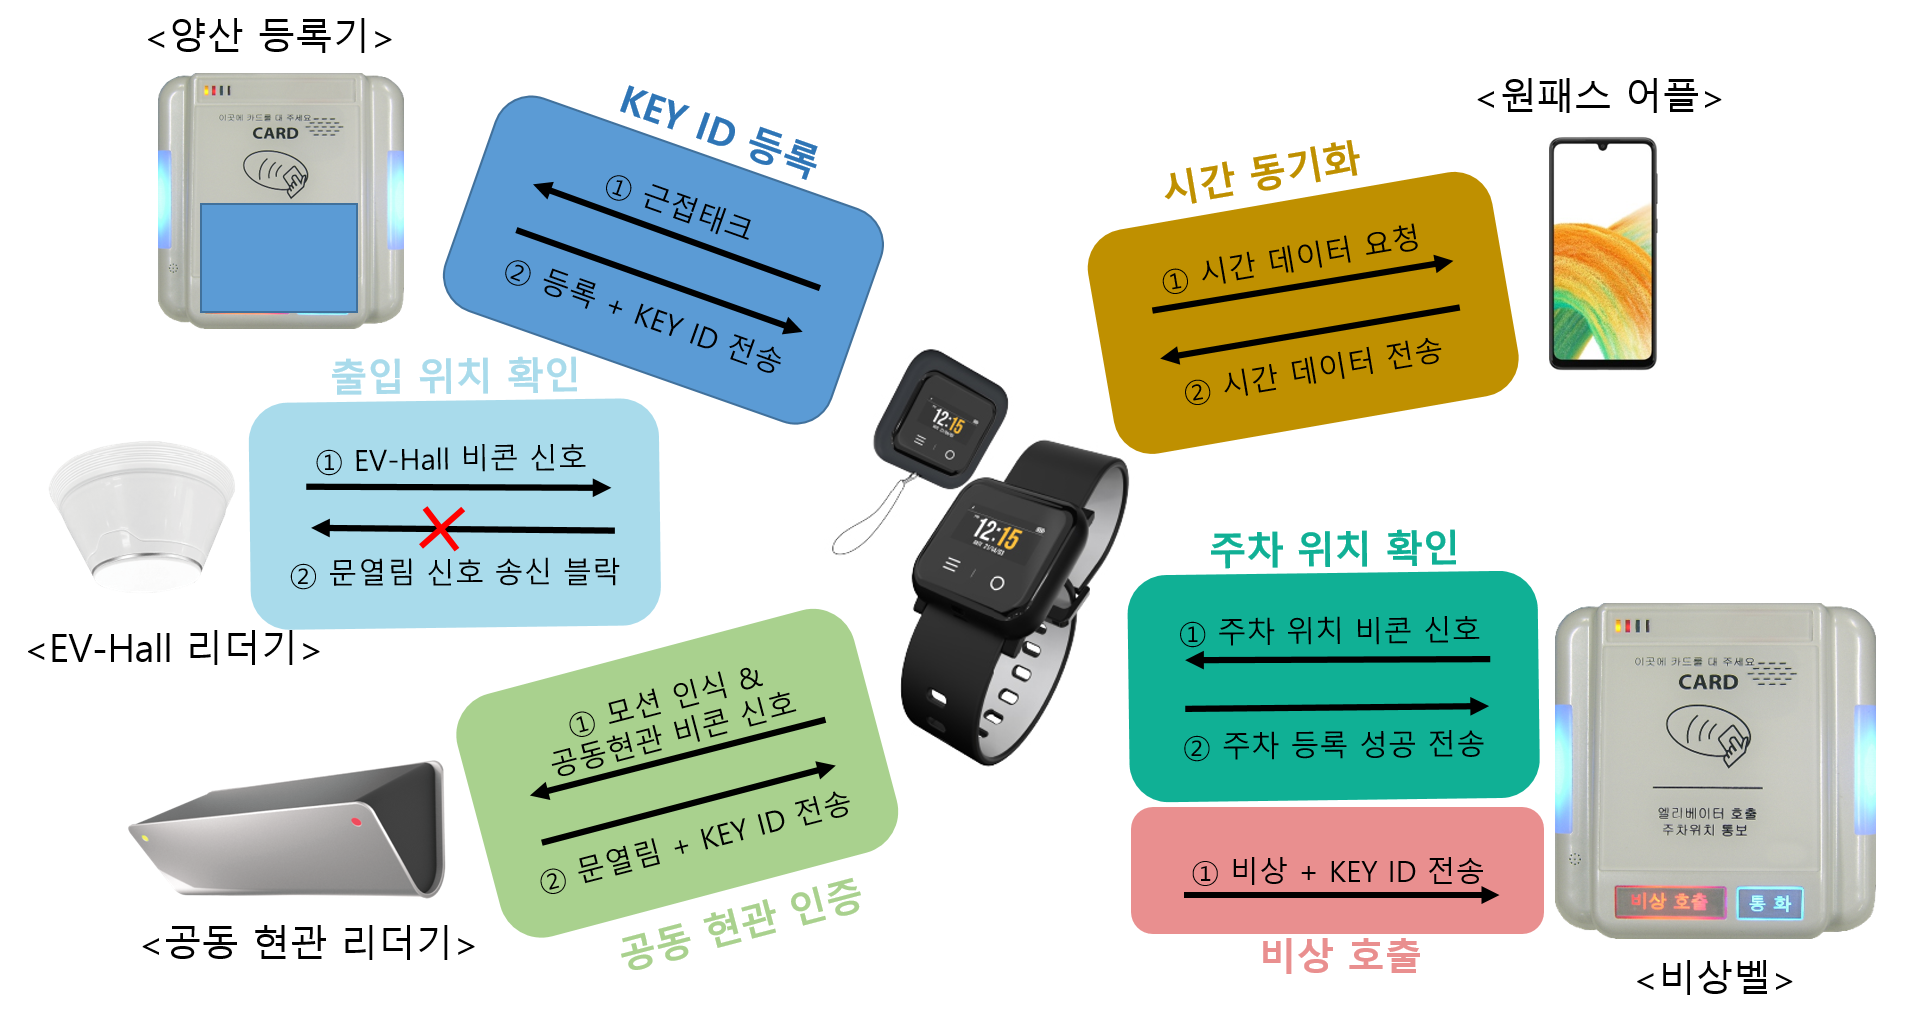 <양산 등록기>
이곳에 카드를 대 주세요
CARD
KEY ID 등록
① 근접태크
② 등록 + KEY ID 전송
시간 동기화
① 시간 데이터 요청
② 시간 데이터 전송
<원패스 어플>
출입 위치 확인
① EV-Hall 비콘 신호
② 문열림 신호 송신 블락
<EV-Hall 리더기>
12:15
12:15
주차 위치 확인
① 주차 위치 비콘 신호
② 주차 등록 성공 전송
① 모션 인식 &
공동현관 비콘 신호
② 문열림 + KEY ID 전송
공동 현관 인증
<공동 현관 리더기>
① 비상 + KEY ID 전송
비상 호출
이곳에 카드를 대 주세요
CARD
엘리베이터 호출
주차위치 통보
비상 호출
통 화
<비상벨>